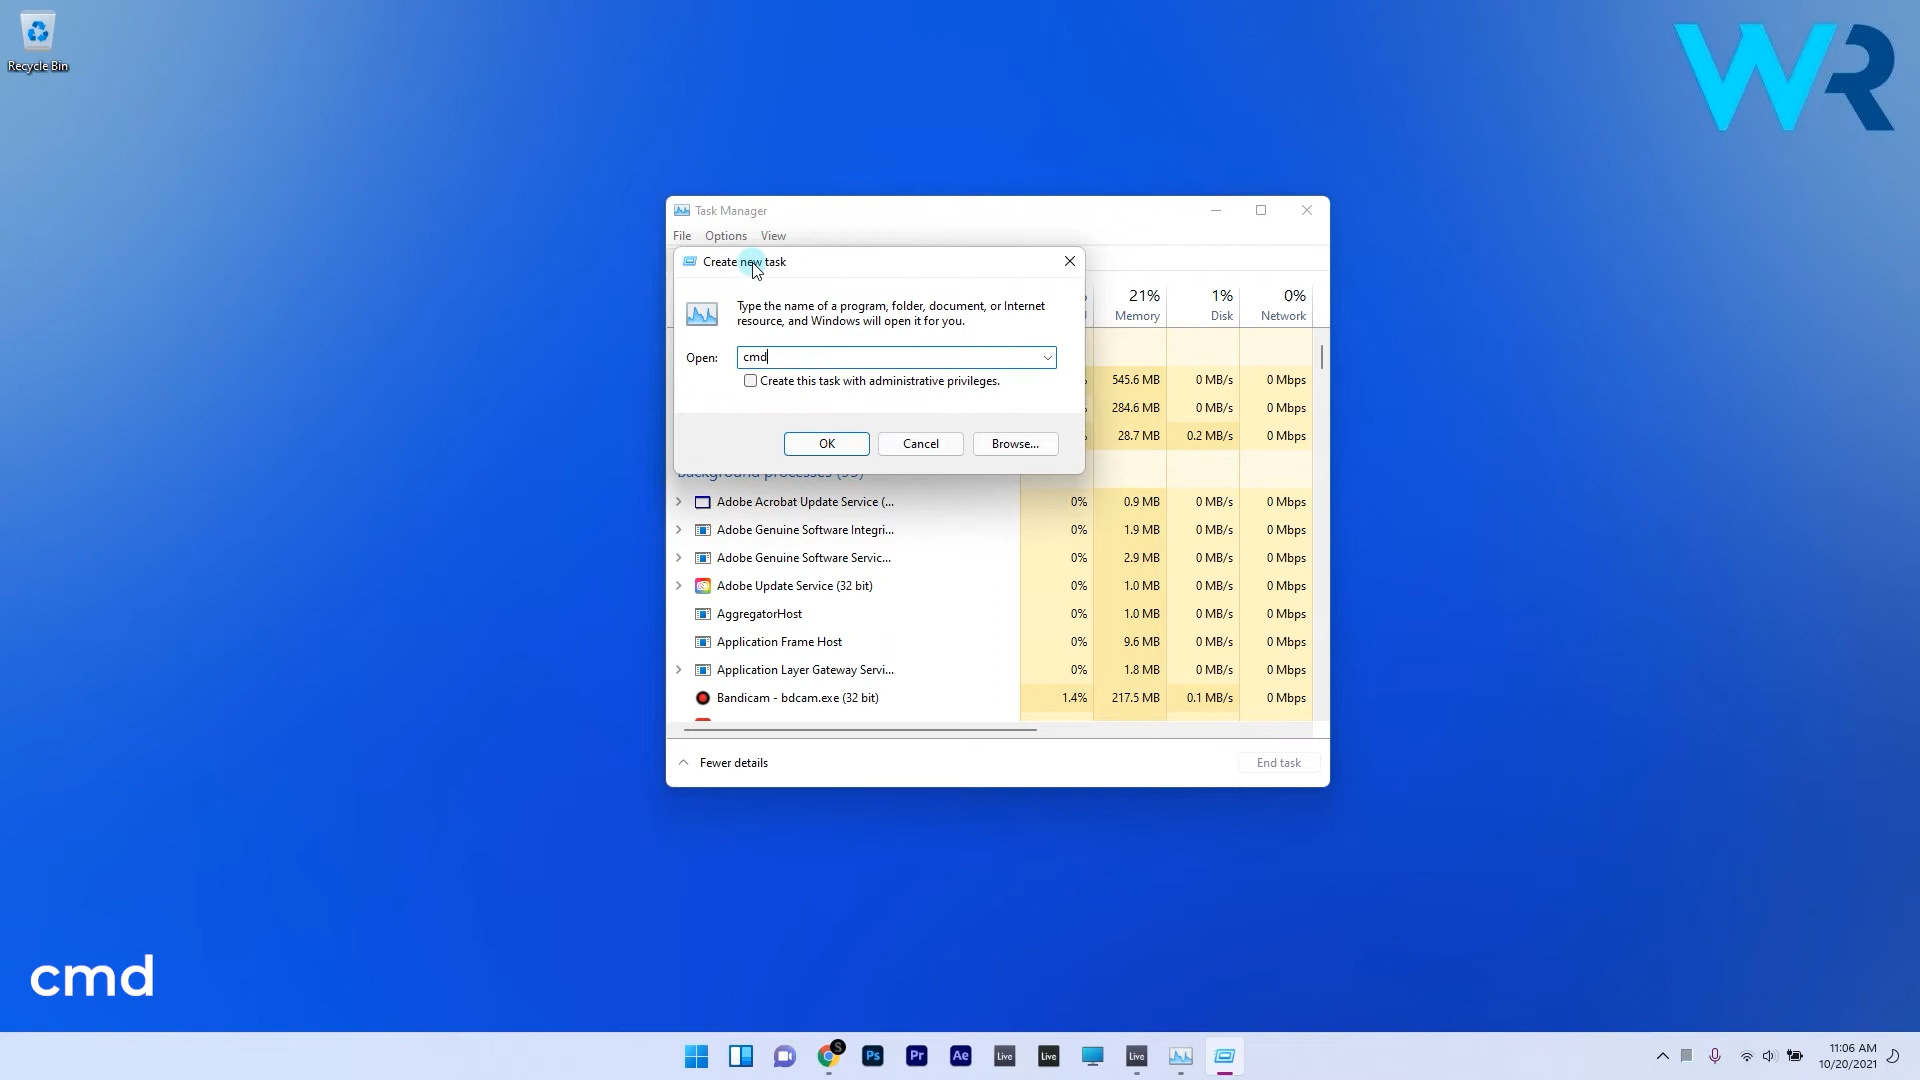 Recycle Bin
WR
Task Manager
File Options View
Create new task
Type the name of a program, folder, document, or Internet
resource, and Windows will open it for you.
Open: cmd
Create this task with administrative privileges.
OK Cancel Browse...
21% 1% 0%
Memory Disk Network
545.6 MB 0 MB/s 0 Mbps
284.6 MB 0 MB/s 0 Mbps
28.7 MB 0.2 MB/s 0 Mbps
Adobe Acrobat Update Service (... 0% 0.9 MB 0 MB/s 0 Mbps
Adobe Genuine Software Integri... 0% 1.9 MB 0 MB/s 0 Mbps
Adobe Genuine Software Servic... 0% 2.9 MB 0 MB/s 0 Mbps
Adobe Update Service (32 bit) 0% 1.0 MB 0 MB/s 0 Mbps
AggregatorHost 0% 1.0 MB 0 MB/s 0 Mbps
Application Frame Host 0% 9.6 MB 0 MB/s 0 Mbps
Application Layer Gateway Servi... 0% 1.8 MB 0 MB/s 0 Mbps
Bandicam - bdcam.exe (32 bit) 1.4% 217.5 MB 0.1 MB/s 0 Mbps
Fewer details End task
cmd
S
Ps Pr Ae Live Live Live
11:06 AM
10/20/2021